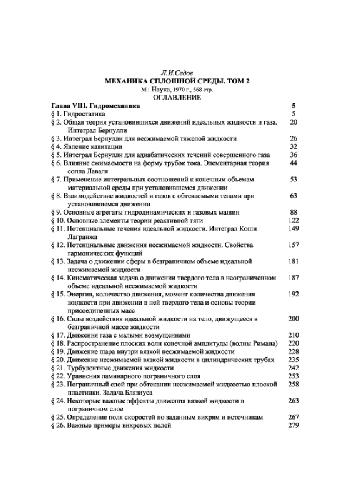 Л.И.Седов
МЕХАНИКА СПЛОШНОЙ СРЕДЫ. ТОМ 2
М.: Наука, 1970 г., 568 стр.
ОГЛАВЛЕНИЕ
Глава VIII. Гидромеханика 5
§ 1. Гидростатика 5
§ 2. Общая теория установившихся движений идеальных жидкости и газа. 20
Интеграл Бернулли
§ 3. Интеграл Бернулли для несжимаемой тяжелой жидкости 26
§ 4. Явление кавитации 32
§ 5. Интеграл Бернулли для адиабатических течений совершенного газа 36
§ 6. Влияние сжимаемости на форму трубок тока. Элементарная теория 44
сопла Лаваля
§ 7. Применение интегральных соотношений к конечным объемам 53
материальной среды при установившемся движении
§ 8. Взаимодействие жидкостей и газов с обтекаемыми телами при 63
установившемся движении
§ 9. Основные агрегаты гидродинамических и газовых машин 88
§ 10. Основные элементы теории реактивной тяги 122
§ 11. Потенциальные течения идеальной жидкости. Интеграл Коши 149
Лагранжа
§ 12. Потенциальные движения несжимаемой жидкости. Свойства 157
гармонических функций
§ 13. Задача о движении сферы в безграничном объеме идеальной 181
несжимаемой жидкости
§ 14. Кинематическая задача о движении твердого тела в неограниченном 187
объеме идеальной несжимаемой жидкости
§ 15. Энергия, количество движения, момент количества движения 192
жидкости при движении в ней твердого тела и основы теории
присоединенных масс
§ 16. Силы воздействия идеальной жидкости на тело, движущееся в 200
безграничной массе жидкости
§ 17. Движения газа с малыми возмущениями 210
§ 18. Распространение плоских волн конечной амплитуды (волны Римана) 220
§ 19. Движение шара внутри вязкой несжимаемой жидкости 228
§ 20. Движение несжимаемой вязкой жидкости в цилиндрических трубах 235
§ 21. Турбулентные движения жидкости 242
§ 22. Уравнения ламинарного пограничного слоя 253
§ 23. Пограничный слой при обтекании несжимаемой жидкостью плоской 258
пластинки. Задача Блазиуса
§ 24. Некоторые важные эффекты движения вязкой жидкости в 263
пограничном слое
§ 25. Определение поля скоростей по заданным вихрям и источникам 267
§ 26. Важные примеры вихревых полей 279